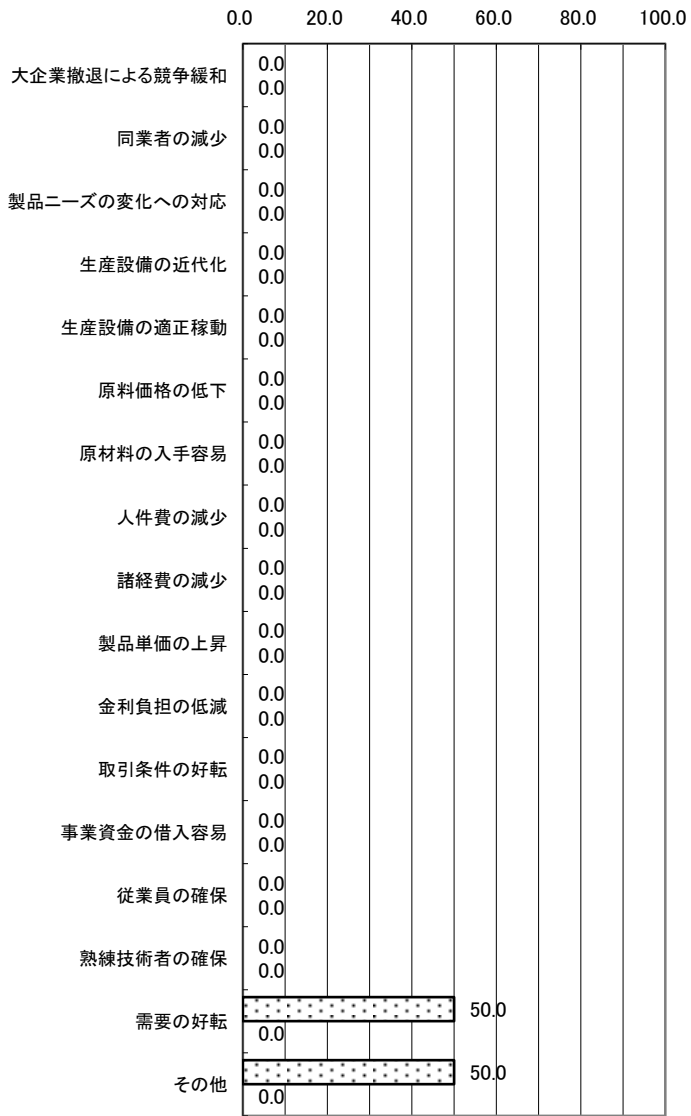 0.0 20.0 40.0 60.0 80.0 100.0
大企業撤退による競争緩和 0.0
0.0
同業者の減少 0.0
0.0
製品ニーズの変化への対応 0.0
0.0
生産設備の近代化 0.0
0.0
生産設備の適正稼動 0.0
0.0
原料価格の低下 0.0
0.0
原材料の入手容易 0.0
0.0
人件費の減少 0.0
0.0
諸経費の減少 0.0
0.0
製品単価の上昇 0.0
0.0
金利負担の低減 0.0
0.0
取引条件の好転 0.0
0.0
事業資金の借入容易 0.0
0.0
従業員の確保 0.0
0.0
熟練技術者の確保 0.0
0.0
需要の好転 50.0
0.0
その他 50.0
0.0